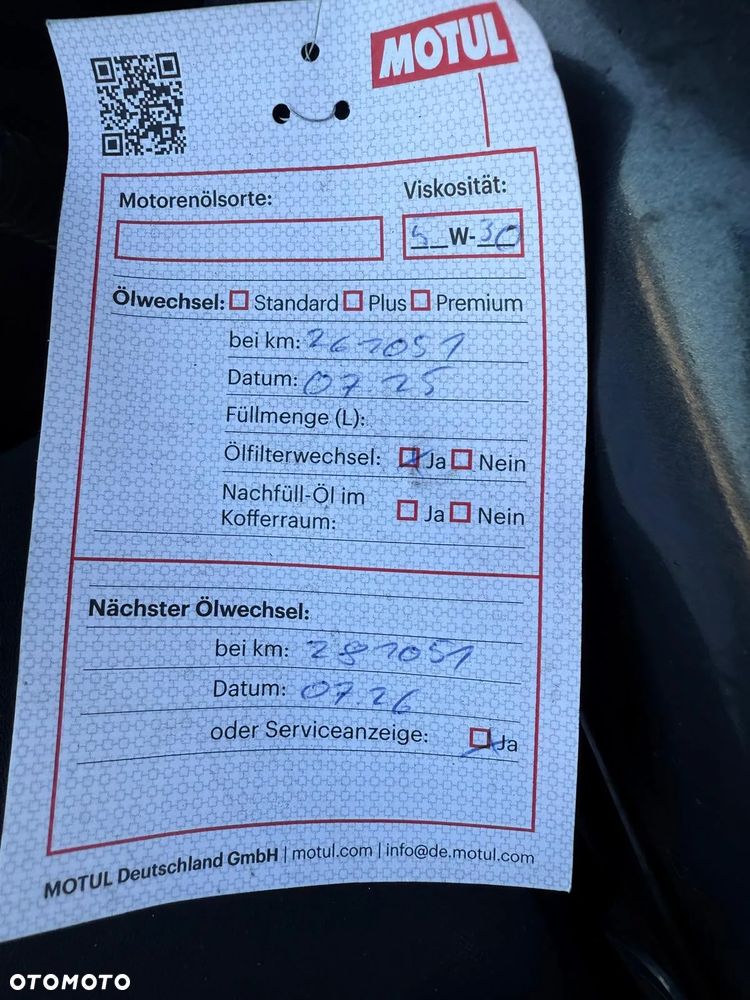 MOTUL
Motorenölsorte:
Viskosität:
5 W-30
Ölwechsel: Standard Plus Premium
bei km: 261051
Datum: 07.25
Füllmenge (L):
Ölfilterwechsel: Ja Nein
Nachfüll-Öl im
Kofferraum: Ja Nein
Nächster Ölwechsel:
bei km: 281051
Datum: 07.26
oder Serviceanzeige: Ja
MOTUL Deutschland GmbH | motul.com | info@de.motul.com
OTOMOTO